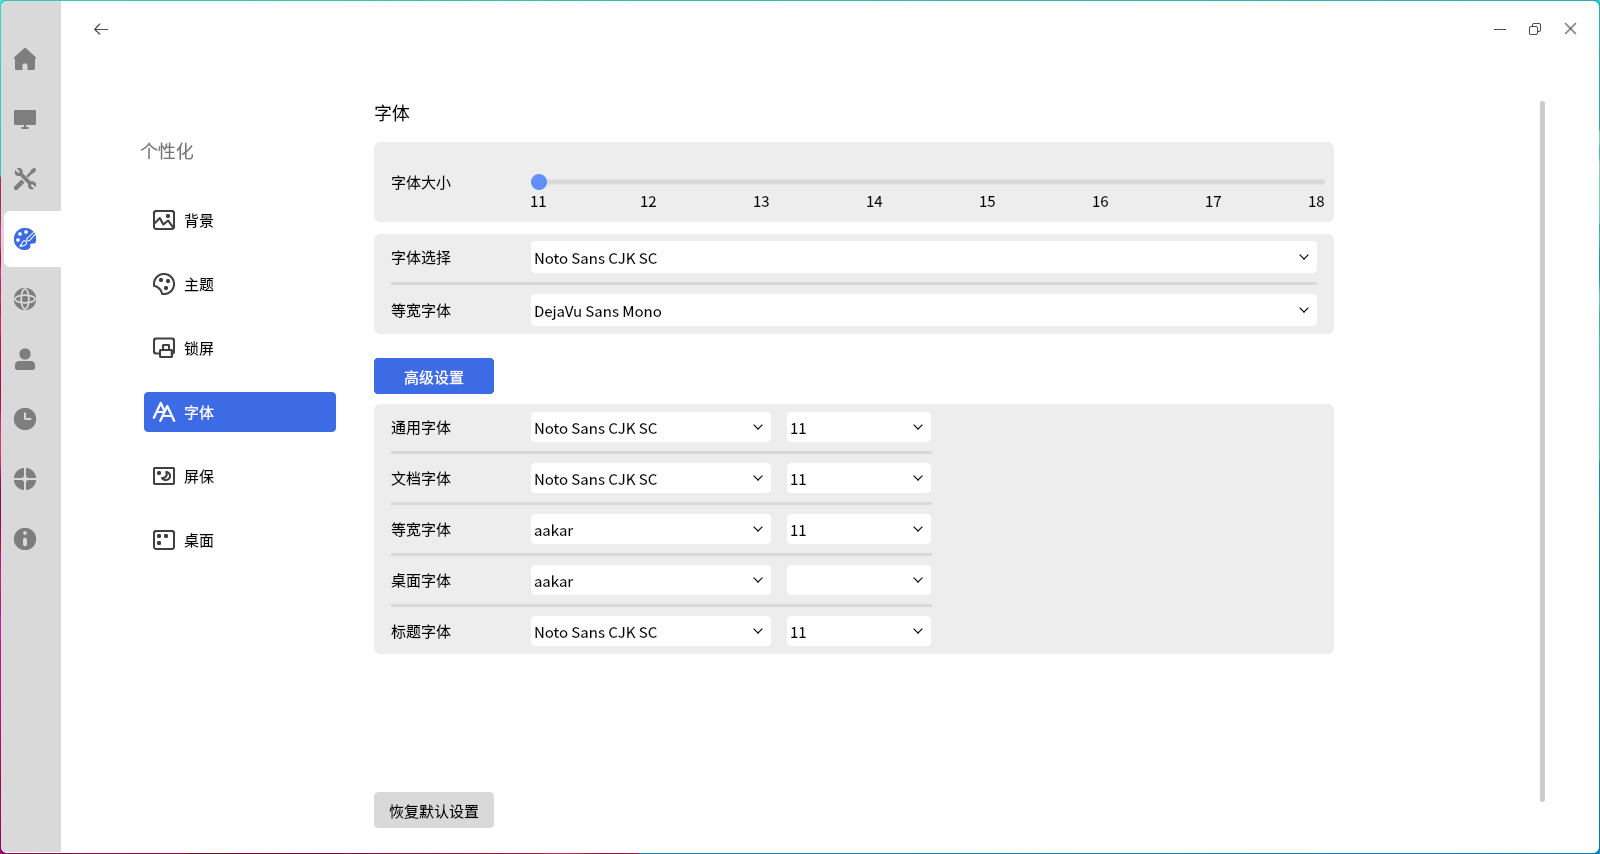 字体
个性化
背景
主题
锁屏
字体
屏保
桌面
字体大小
11 12 13 14 15 16 17 18
字体选择 Noto Sans CJK SC
等宽字体 DejaVu Sans Mono
高级设置
通用字体 Noto Sans CJK SC 11
文档字体 Noto Sans CJK SC 11
等宽字体 aakar 11
桌面字体 aakar
标题字体 Noto Sans CJK SC 11
恢复默认设置